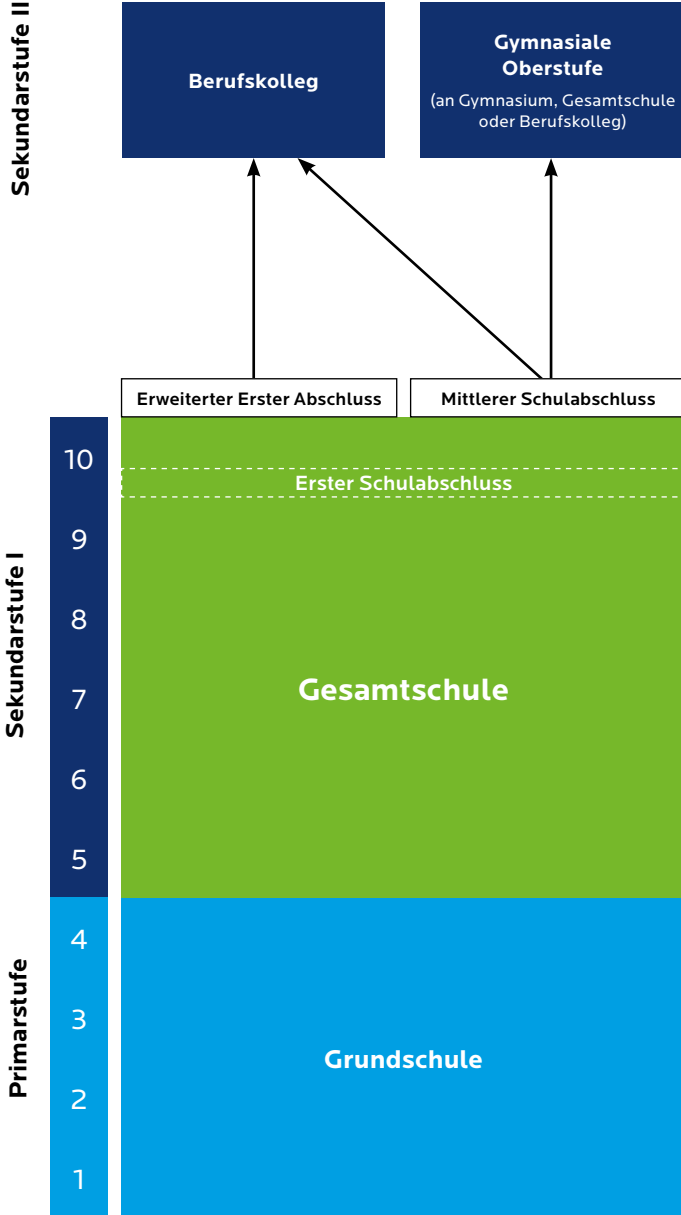 Sekundarstufe II
Berufskolleg
Gymnasiale
Oberstufe
(an Gymnasium, Gesamtschule
oder Berufskolleg)
Erweiterter Erster Abschluss
Mittlerer Schulabschluss
Sekundarstufe I
10
Erster Schulabschluss
9
8
7
Gesamtschule
6
5
Primarstufe
4
3
Grundschule
2
1